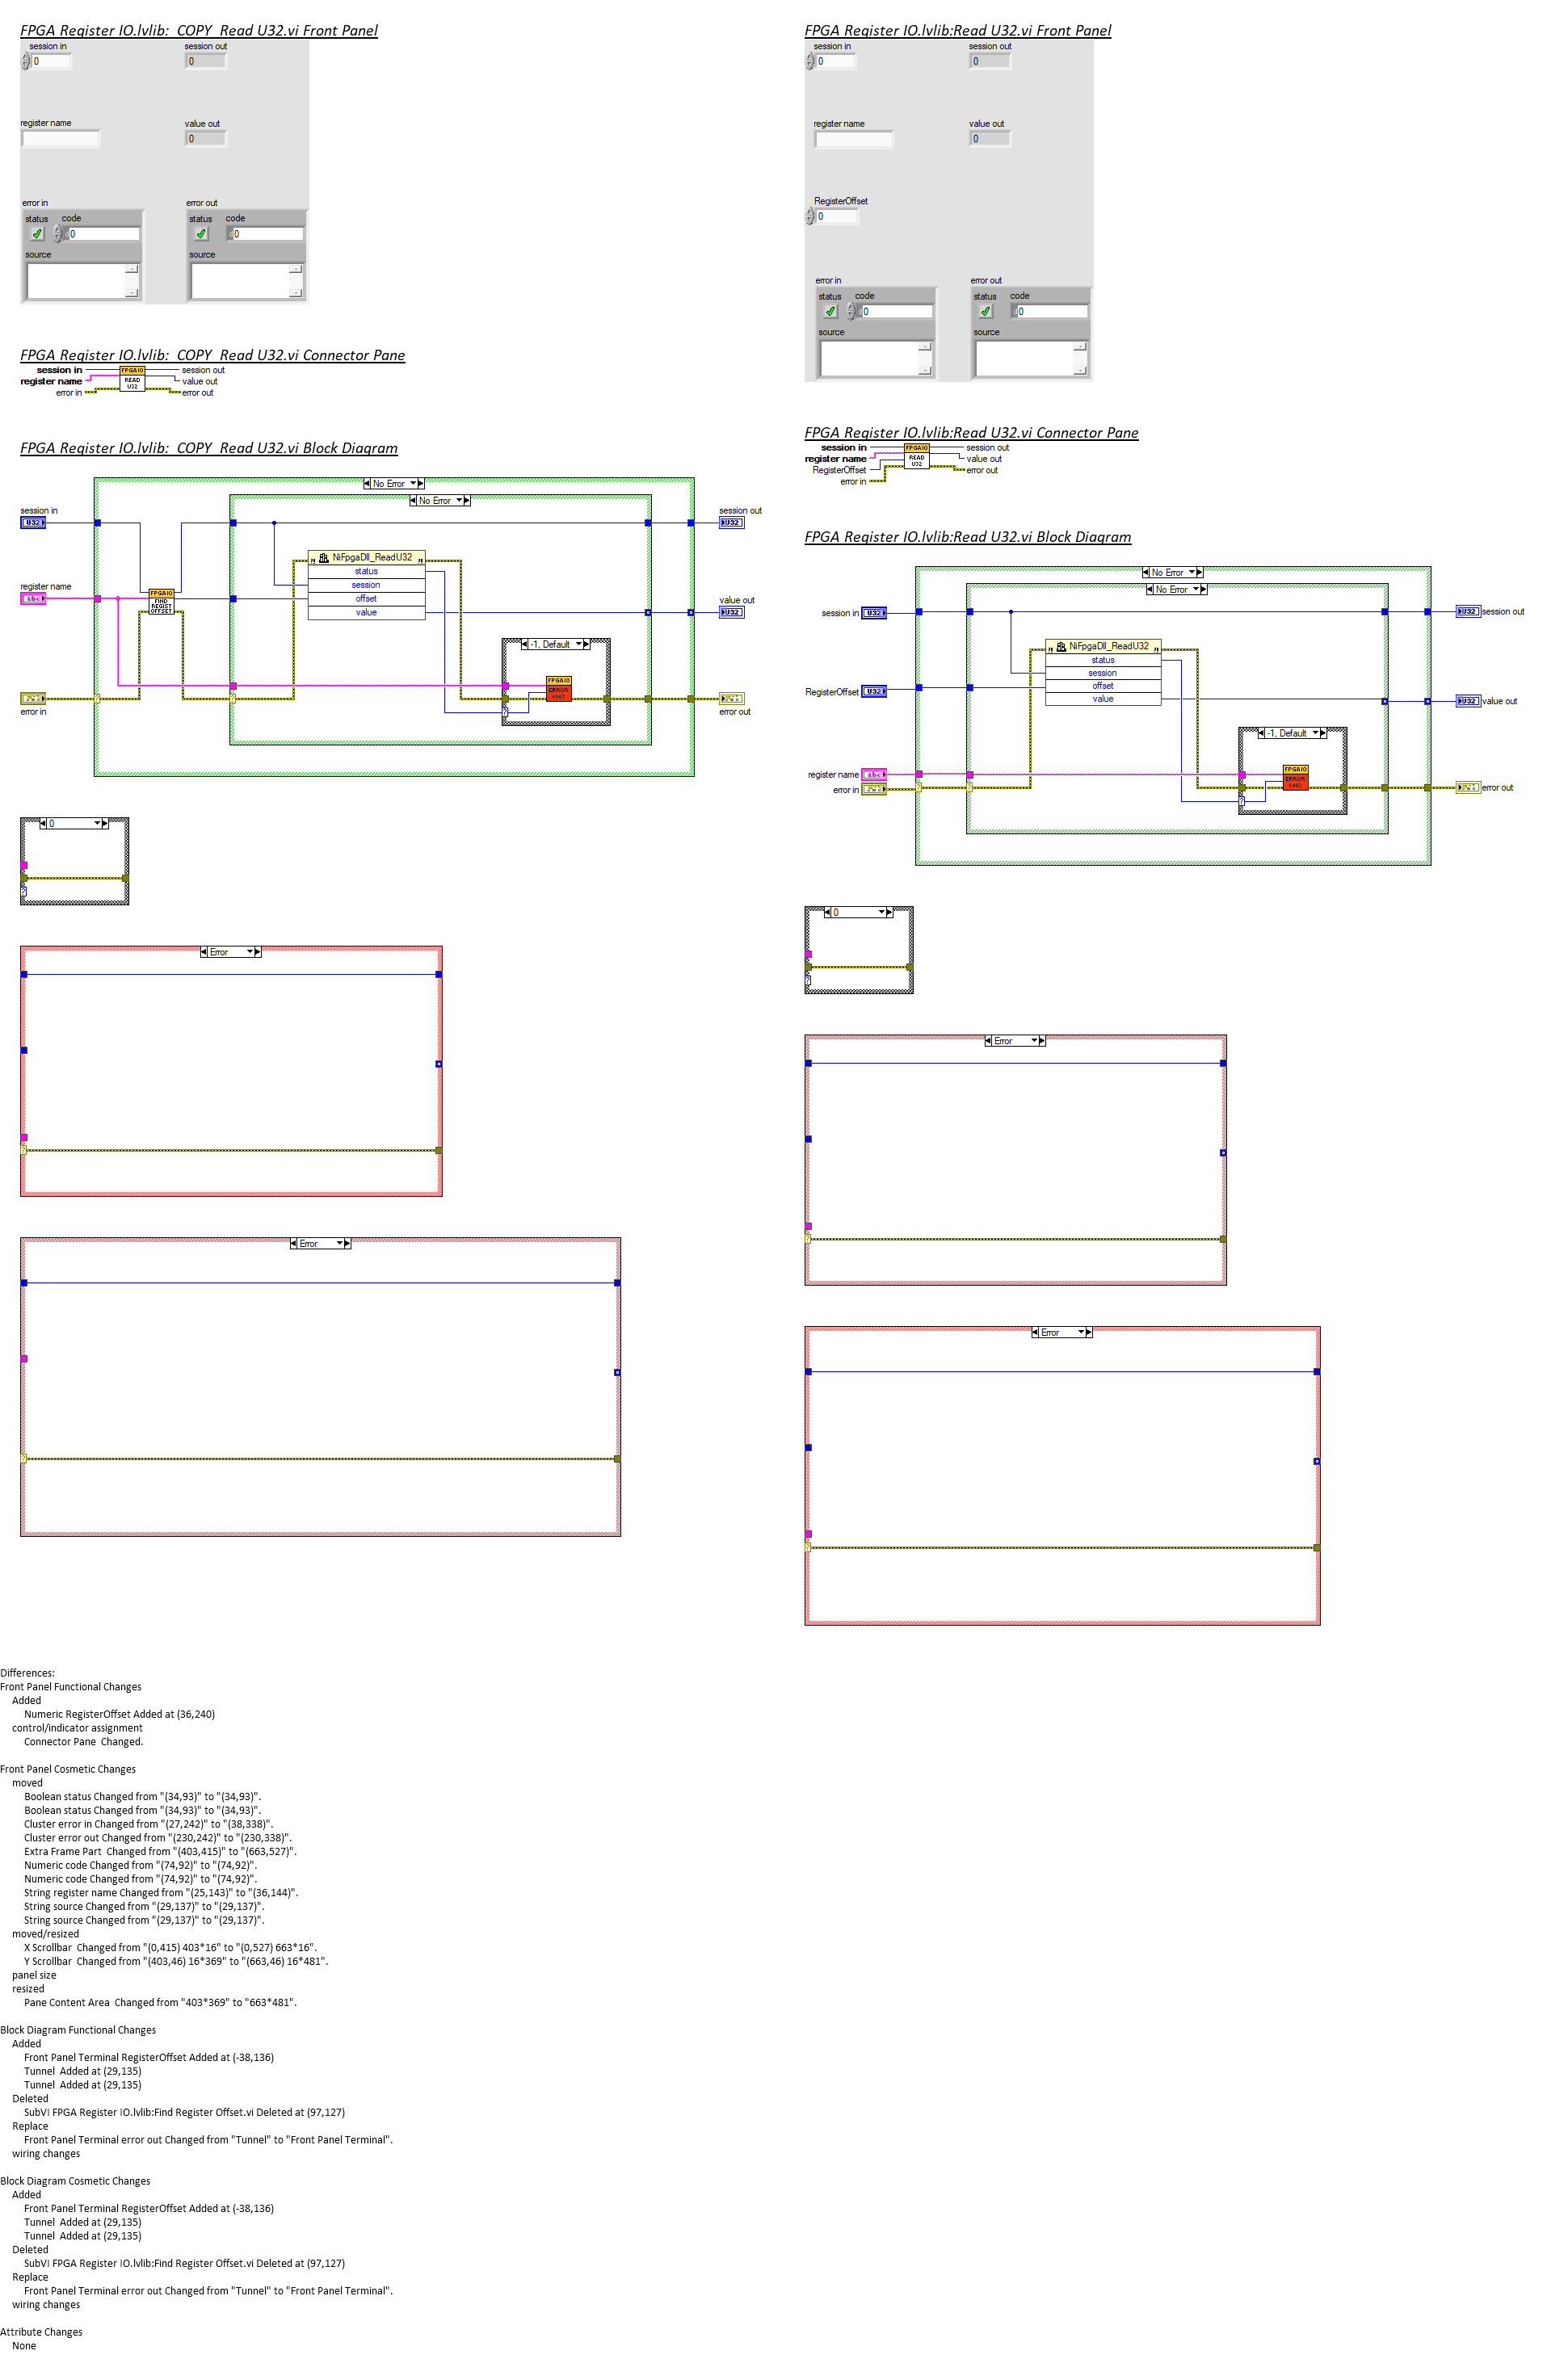 FPGA Register IO.lvlib:  COPY  Read U32.vi Front Panel
session in
session out
0
0
register name
value out
0
error in
error out
status
code
status
code
0
0
source
source
FPGA Register IO.lvlib:  COPY  Read U32.vi Connector Pane
session in
register name
error in
FPGAIO
READ
U32
session out
value out
error out
FPGA Register IO.lvlib:  COPY  Read U32.vi Block Diagram
No Error
No Error
session in
U32
session out
U32
NiFpgaDll_ReadU32
status
session
offset
value
register name
abc
FPGAIO
FIND
REGIST
OFFSET
value out
U32
-1, Default
FPGAIO
ERROR
error in
error out
0
Error
Error
FPGA Register IO.lvlib:Read U32.vi Front Panel
session in
session out
0
0
register name
value out
0
RegisterOffset
0
error in
error out
status
code
status
code
0
0
source
source
FPGA Register IO.lvlib:Read U32.vi Connector Pane
session in
register name
RegisterOffset
error in
FPGAIO
READ
U32
session out
value out
error out
FPGA Register IO.lvlib:Read U32.vi Block Diagram
No Error
No Error
session in
U32
U32
session out
NiFpgaDll_ReadU32
status
session
offset
value
RegisterOffset
U32
U32
value out
-1, Default
register name
abc
FPGAIO
ERROR
error in
error out
0
Error
Error
Differences:
Front Panel Functional Changes
Added
Numeric RegisterOffset Added at (36,240)
control/indicator assignment
Connector Pane  Changed.
Front Panel Cosmetic Changes
moved
Boolean status Changed from "(34,93)" to "(34,93)".
Boolean status Changed from "(34,93)" to "(34,93)".
Cluster error in Changed from "(27,242)" to "(38,338)".
Cluster error out Changed from "(230,242)" to "(230,338)".
Extra Frame Part  Changed from "(403,415)" to "(663,527)".
Numeric code Changed from "(74,92)" to "(74,92)".
Numeric code Changed from "(74,92)" to "(74,92)".
String register name Changed from "(25,143)" to "(36,144)".
String source Changed from "(29,137)" to "(29,137)".
String source Changed from "(29,137)" to "(29,137)".
moved/resized
X Scrollbar  Changed from "(0,415) 403*16" to "(0,527) 663*16".
Y Scrollbar  Changed from "(403,46) 16*369" to "(663,46) 16*481".
panel size
resized
Pane Content Area  Changed from "403*369" to "663*481".
Block Diagram Functional Changes
Added
Front Panel Terminal RegisterOffset Added at (-38,136)
Tunnel  Added at (29,135)
Tunnel  Added at (29,135)
Deleted
SubVI FPGA Register IO.lvlib:Find Register Offset.vi Deleted at (97,127)
Replace
Front Panel Terminal error out Changed from "Tunnel" to "Front Panel Terminal".
wiring changes
Block Diagram Cosmetic Changes
Added
Front Panel Terminal RegisterOffset Added at (-38,136)
Tunnel  Added at (29,135)
Tunnel  Added at (29,135)
Deleted
SubVI FPGA Register IO.lvlib:Find Register Offset.vi Deleted at (97,127)
Replace
Front Panel Terminal error out Changed from "Tunnel" to "Front Panel Terminal".
wiring changes
Attribute Changes
None